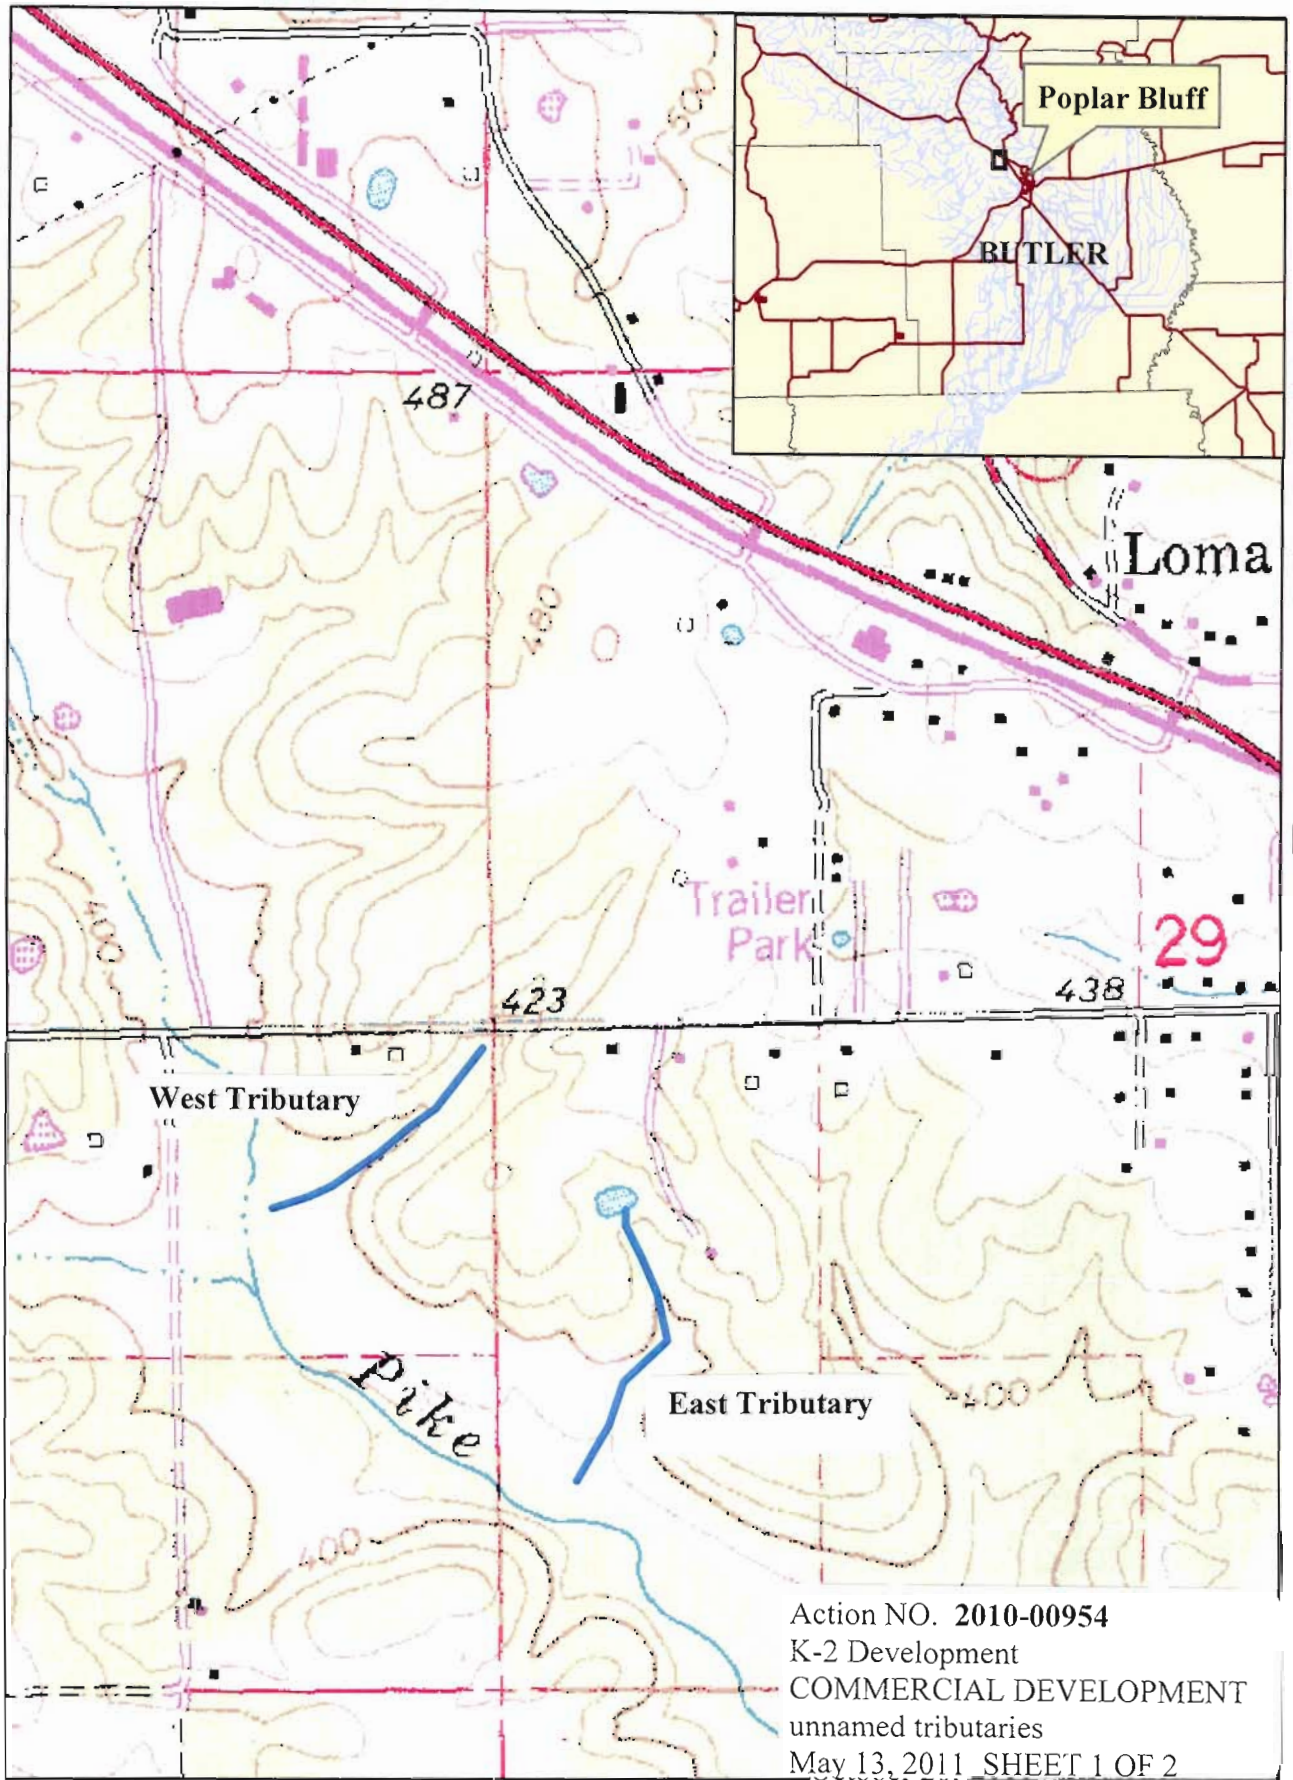 500
Poplar Bluff
BUTLER
487
Loma
480
Trailer
Park
29
400
423
438
West Tributary
Pike
East Tributary
400
400
Action NO. 2010-00954
K-2 Development
COMMERCIAL DEVELOPMENT
unnamed tributaries
May 13, 2011 SHEET 1 OF 2